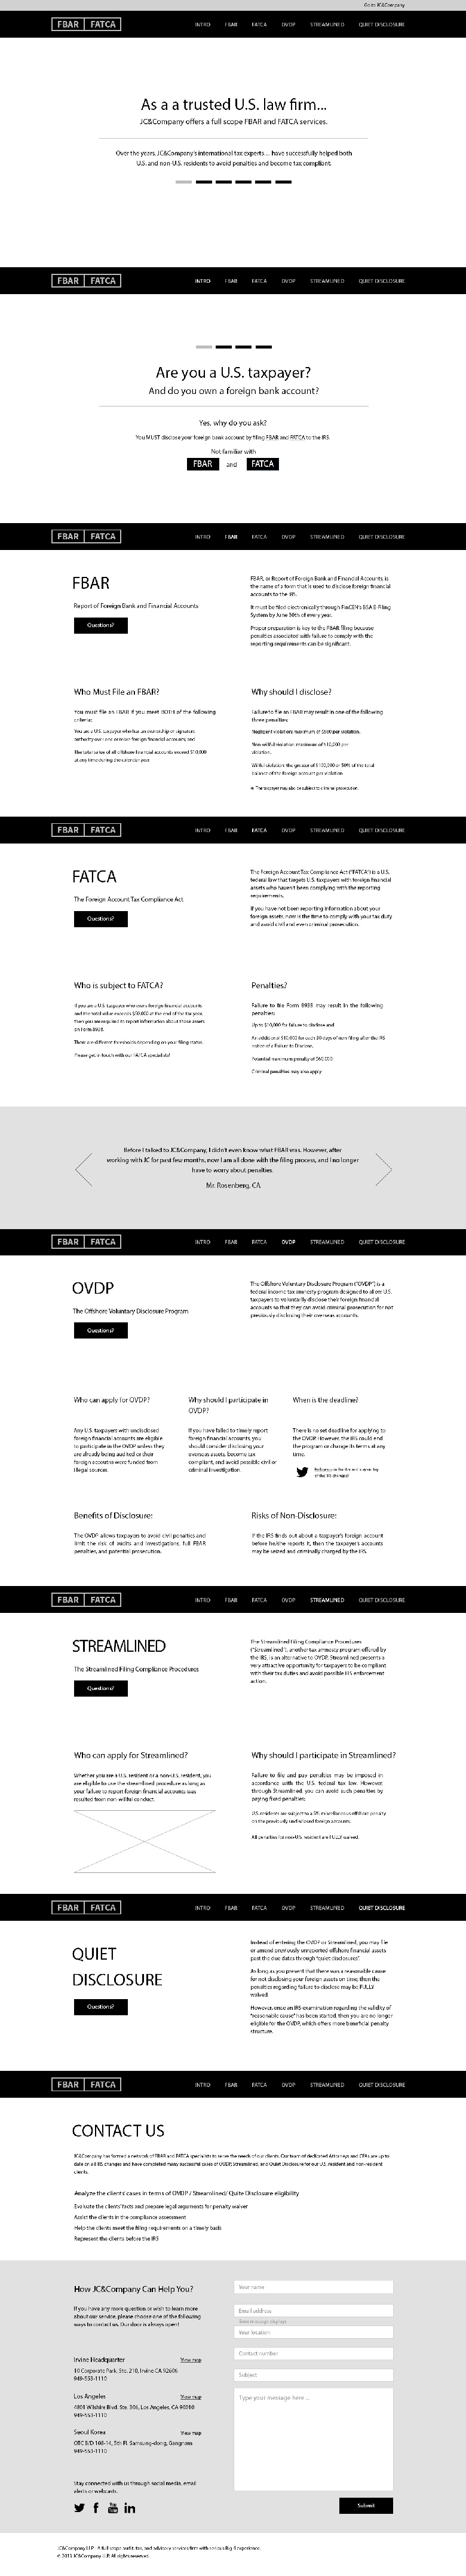 Go to JC&Company
FBAR FATCA INTRO FBAR FATCA OVDP STREAMLINED QUIET DISCLOSURE
As a a trusted U.S. law firm...
JC&Company offers a full scope FBAR and FATCA services.
Over the years, JC&Company's international tax experts ... have successfully helped both
U.S. and non-U.S. residents to avoid penalties and become tax compliant.
FBAR FATCA INTRO FBAR FATCA OVDP STREAMLINED QUIET DISCLOSURE
Are you a U.S. taxpayer?
And do you own a foreign bank account?
Yes, why do you ask?
You MUST disclose your foreign bank account by filing FBAR and FATCA to the IRS.
Not familiar with
FBAR and FATCA
FBAR FATCA INTRO FBAR FATCA OVDP STREAMLINED QUIET DISCLOSURE
FBAR
Report of Foreign Bank and Financial Accounts
Questions?
FBAR, or Report of Foreign Bank and Financial Accounts, is
the name of a form that is used to disclose foreign financial
accounts to the IRS.
It must be filed electronically through FinCEN's BSA E-Filing
System by June 30th of every year.
Proper preparation is key to the FBAR filing because
penalties associated with failure to comply with the
reporting requirements can be significant.
Who Must File an FBAR?
You must file an FBAR if you meet BOTH of the following
criteria:
You are a U.S. taxpayer who has an ownership or signature
authority over one or more foreign financial accounts; and
The total value of all offshore financial accounts exceed $10,000
at any time during the calendar year.
Why should I disclose?
Failure to file an FBAR may result in one of the following
three penalties:
Negligent violation: maximum of $500 per violation.
Non-willful violation: maximum of $10,000 per
violation.
Willful violation: the greater of $100,000 or 50% of the total
balance of the foreign account per violation
※ The taxpayer may also be subject to criminal prosecution.
FBAR FATCA INTRO FBAR FATCA OVDP STREAMLINED QUIET DISCLOSURE
FATCA
The Foreign Account Tax Compliance Act
Questions?
The Foreign Account Tax Compliance Act ("FATCA") is a U.S.
federal law that targets U.S. taxpayers with foreign financial
assets who haven't been complying with the reporting
requirements.
If you have not been reporting information about your
foreign assets, now is the time to comply with your tax duty
and avoid civil and even criminal prosecution.
Who is subject to FATCA?
If you are a U.S. taxpayer who owns foreign financial accounts
and the total value exceeds $50,000 at the end of the tax year,
then you are required to report information about those assets
on Form 8938.
There are different thresholds depending on your filing status.
Please get in touch with our FATCA specialists!
Penalties?
Failure to file Form 8938 may result in the following
penalties:
Up to $10,000 for failure to disclose and
An additional $10,000 for each 30 days of non-filing after the IRS
notice of a Failure to Disclose.
Potential maximum penalty of $60,000
Criminal penalties may also apply
Before I talked to JC&Company, I didn't even know what FBAR was. However, after
working with JC for past few months, now I am all done with the filing process, and I no longer
have to worry about penalties.
Mr. Rosenberg, CA
FBAR FATCA INTRO FBAR FATCA OVDP STREAMLINED QUIET DISCLOSURE
OVDP
The Offshore Voluntary Disclosure Program
Questions?
The Offshore Voluntary Disclosure Program ("OVDP") is a
federal income tax amnesty program designed to allow U.S.
taxpayers to voluntarily disclose their foreign financial
accounts so that they can avoid criminal prosecution for not
previously disclosing their overseas accounts.
Who can apply for OVDP?
Any U.S. taxpayers with undisclosed
foreign financial accounts are eligible
to participate in the OVDP unless they
are already being audited or their
foreign accounts were funded from
illegal sources.
Why should I participate in
OVDP?
If you have failed to timely report
foreign financial accounts, you
should consider disclosing your
overseas assets, become tax
compliant, and avoid possible civil or
criminal investigation.
When is the deadline?
There is no set deadline for applying to
the OVDP. However, the IRS could end
the program or change its terms at any
time.
Benefits of Disclosure:
The OVDP allows taxpayers to avoid civil penalties and
limit the risk of audits and investigations, full FBAR
penalties, and potential prosecution.
Risks of Non-Disclosure:
If the IRS finds out about a taxpayer's foreign account
before he/she reports it, then the taxpayer's accounts
may be seized and criminally charged by the IRS.
FBAR FATCA INTRO FBAR FATCA OVDP STREAMLINED QUIET DISCLOSURE
STREAMLINED
The Streamlined Filing Compliance Procedures
Questions?
The Streamlined Filing Compliance Procedures
("Streamlined"), another tax amnesty program offered by
the IRS, is an alternative to OVDP. Streamlined presents a
very attractive opportunity for taxpayers to be compliant
with their tax duties and avoid possible IRS enforcement
action.
Who can apply for Streamlined?
Whether you are a U.S. resident or a non-U.S. resident, you
are eligible to use the streamlined procedure as long as
your failure to report foreign financial accounts was
resulted from non-willful conduct.
Why should I participate in Streamlined?
Failure to file and pay penalties may be imposed in
accordance with the U.S. federal tax law. However,
through Streamlined, you can avoid such penalties by
paying fixed penalties:
U.S. residents are subject to a 5% miscellaneous offshore penalty
on the previously undisclosed foreign accounts.
All penalties for non-U.S. resident are FULLY waived.
FBAR FATCA INTRO FBAR FATCA OVDP STREAMLINED QUIET DISCLOSURE
QUIET
DISCLOSURE
Questions?
Instead of entering the OVDP or Streamlined, you may file
or amend previously unreported offshore financial assets
past the due dates through "quiet disclosures".
As long as you present that there was a reasonable cause
for not disclosing your foreign assets on time, then the
penalties regarding failure to disclose may be FULLY
waived.
However, once an IRS examination regarding the validity of
"reasonable cause" has been started, then you are no longer
eligible for the OVDP, which offers more beneficial penalty
structure.
FBAR FATCA INTRO FBAR FATCA OVDP STREAMLINED QUIET DISCLOSURE
CONTACT US
JC&Company has formed a network of FBAR and FATCA specialists to serve the needs of our clients. Our team of dedicated Attorneys and CPAs are up to
date on all IRS changes and have completed many successful cases of OVDP, Streamlined, and Quiet Disclosure for our U.S. resident and non-resident
clients.
Analyze the clients' cases in terms of OVDP / Streamlined/ Quite Disclosure eligibility
Evaluate the clients' facts and prepare legal arguments for penalty waiver
Assist the clients in the compliance assessment
Help the clients meet the filing requirements on a timely basis
Represent the clients before the IRS
How JC&Company Can Help You?
If you have any more question or wish to learn more
about our service, please choose one of the following
ways to contact us. Our door is always open!
Irvine Headquarter View map
10 Corporate Park, Ste. 210, Irvine CA 92606
949-553-1110
Los Angeles View map
4801 Wilshire Blvd. Ste. 306, Los Angeles, CA 90010
949-553-1110
Seoul Korea View map
949-553-1110
Stay connected with us through social media, email
alerts or webcasts.
Your name
Email address
Your location
Contact number
Subject
Type your message here ...
Submit
© 2013 JC&Company LLP. All rights reserved.